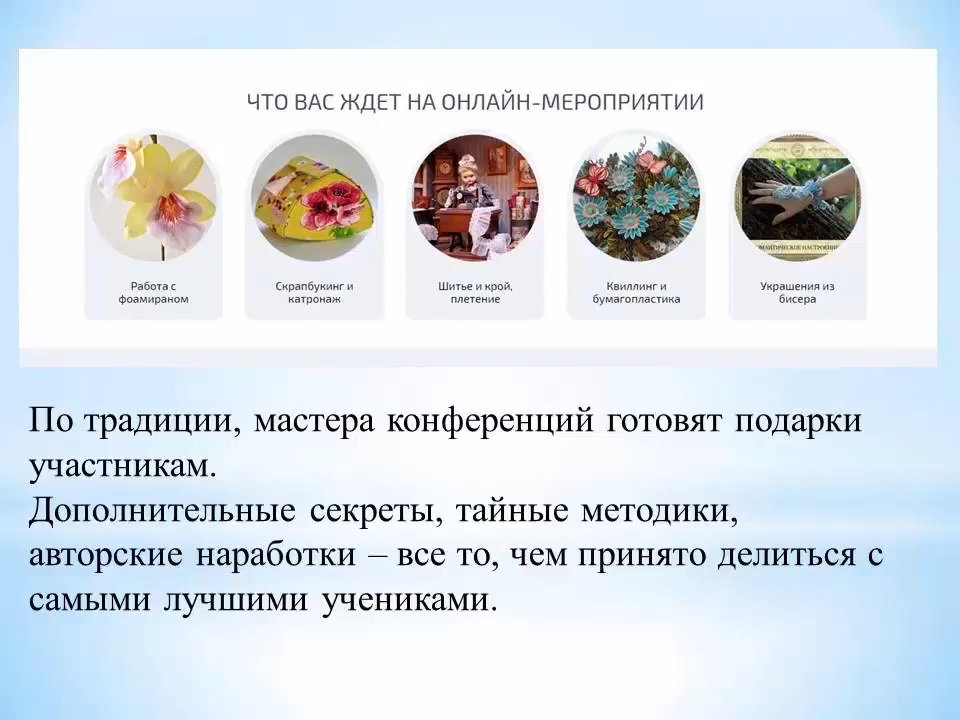 ЧТО ВАС ЖДЕТ НА ОНЛАЙН-МЕРОПРИЯТИИ
Работа с
фоамираном
Скрапбукинг и
катронаж
Шитье и крой,
плетение
Квиллинг и
бумагопластика
Украшения из
бисера
По традиции, мастера конференций готовят подарки
участникам.
Дополнительные секреты, тайные методики,
авторские наработки – все то, чем принято делиться с
самыми лучшими учениками.